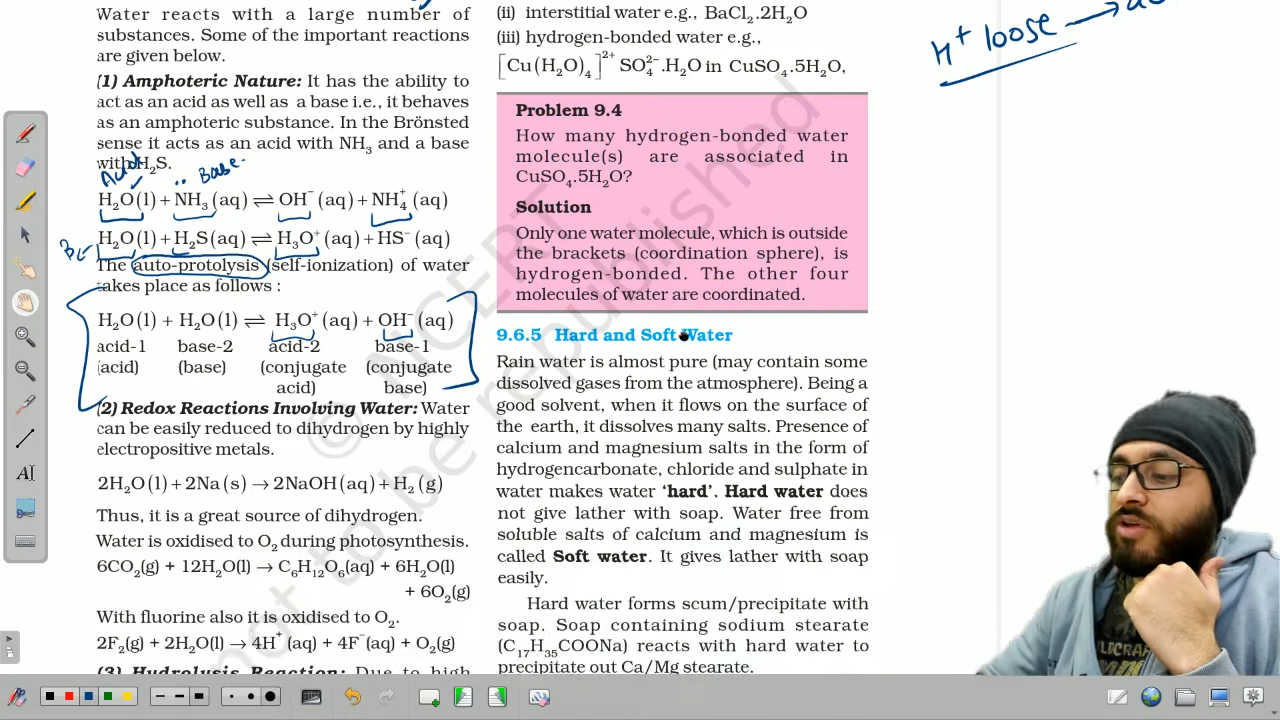 Water reacts with a large number of
substances. Some of the important reactions
are given below.
(1) Amphoteric Nature: It has the ability to
act as an acid as well as a base i.e., it behaves
as an amphoteric substance. In the Brönsted
sense it acts as an acid with NH₃ and a base
with H₂S.
Acid Base
H₂O(l) + NH₃(aq) ⇌ OH⁻(aq) + NH₄⁺(aq)
H₂O(l) + H₂S(aq) ⇌ H₃O⁺(aq) + HS⁻(aq)
The auto-protolysis (self-ionization) of water
takes place as follows :
H₂O(l) + H₂O(l) ⇌ H₃O⁺(aq) + OH⁻(aq)
acid-1 base-2 acid-2 base-1
(acid) (base) (conjugate (conjugate
acid) base)
(2) Redox Reactions Involving Water: Water
can be easily reduced to dihydrogen by highly
electropositive metals.
2H₂O(l) + 2Na(s) → 2NaOH(aq) + H₂(g)
Thus, it is a great source of dihydrogen.
Water is oxidised to O₂ during photosynthesis.
6CO₂(g) + 12H₂O(l) → C₆H₁₂O₆(aq) + 6H₂O(l)
+ 6O₂(g)
With fluorine also it is oxidised to O₂.
2F₂(g) + 2H₂O(l) → 4H⁺(aq) + 4F⁻(aq) + O₂(g)
(3) Hydrolysis Reaction: Due to high
(ii) interstitial water e.g., BaCl₂.2H₂O
(iii) hydrogen-bonded water e.g.,
[Cu(H₂O)₄]²⁺ SO₄²⁻.H₂O in CuSO₄.5H₂O,
Problem 9.4
How many hydrogen-bonded water
molecule(s) are associated in
CuSO₄.5H₂O?
Solution
Only one water molecule, which is outside
the brackets (coordination sphere), is
hydrogen-bonded. The other four
molecules of water are coordinated.
9.6.5 Hard and Soft Water
Rain water is almost pure (may contain some
dissolved gases from the atmosphere). Being a
good solvent, when it flows on the surface of
the earth, it dissolves many salts. Presence of
calcium and magnesium salts in the form of
hydrogencarbonate, chloride and sulphate in
water makes water 'hard'. Hard water does
not give lather with soap. Water free from
soluble salts of calcium and magnesium is
called Soft water. It gives lather with soap
easily.
Hard water forms scum/precipitate with
soap. Soap containing sodium stearate
(C₁₇H₃₅COONa) reacts with hard water to
precipitate out Ca/Mg stearate.
© NCERT
not to be republished
H⁺ loose →